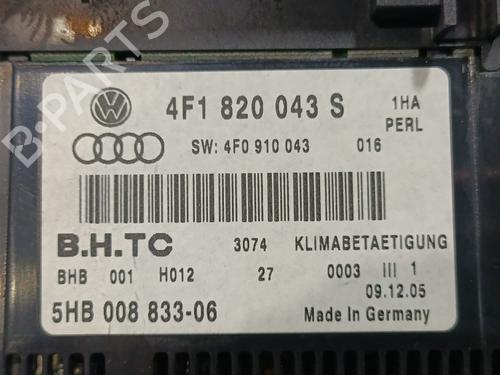 4F1 820 043 S 1HA
PERL
SW: 4F0 910 043 016
B.H.TC 3074 KLIMABETAETIGUNG
BHB 001 H012 27 0003 III 1
09.12.05
5HB 008 833-06 Made in Germany
B-PARTS